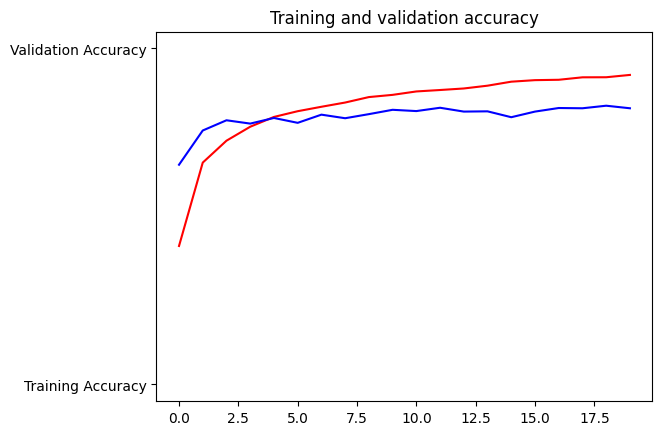 Training and validation accuracy
Validation Accuracy
Training Accuracy
0.0 2.5 5.0 7.5 10.0 12.5 15.0 17.5